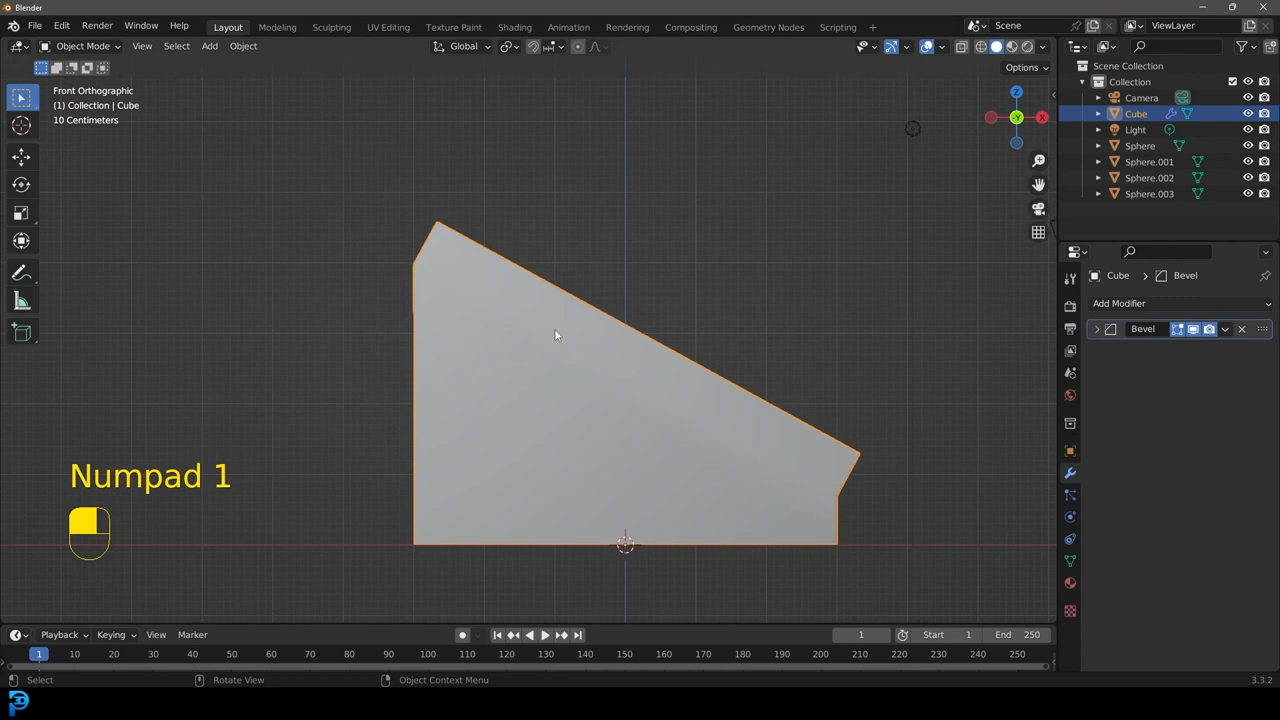 Blender
File Edit Render Window Help Layout Modeling Sculpting UV Editing Texture Paint Shading Animation Rendering Compositing Geometry Nodes Scripting + Scene ViewLayer
Object Mode View Select Add Object Global
Options
Front Orthographic
(1) Collection | Cube
10 Centimeters
Z
-Y
X
Scene Collection
Collection
Camera
Cube
Light
Sphere
Sphere.001
Sphere.002
Sphere.003
Cube Bevel
Add Modifier
Bevel
Numpad 1
Playback Keying View Marker 1 Start 1 End 250
1 10 20 30 40 50 60 70 80 90 100 110 120 130 140 150 160 170 180 190 200 210 220 230 240 250
Select Rotate View Object Context Menu 3.3.2